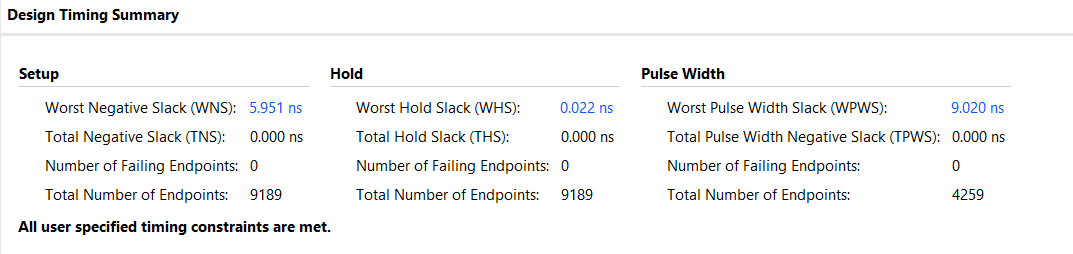 Design Timing Summary
Setup Hold Pulse Width
Worst Negative Slack (WNS): 5.951 ns Worst Hold Slack (WHS): 0.022 ns Worst Pulse Width Slack (WPWS): 9.020 ns
Total Negative Slack (TNS): 0.000 ns Total Hold Slack (THS): 0.000 ns Total Pulse Width Negative Slack (TPWS): 0.000 ns
Number of Failing Endpoints: 0 Number of Failing Endpoints: 0 Number of Failing Endpoints: 0
Total Number of Endpoints: 9189 Total Number of Endpoints: 9189 Total Number of Endpoints: 4259
All user specified timing constraints are met.